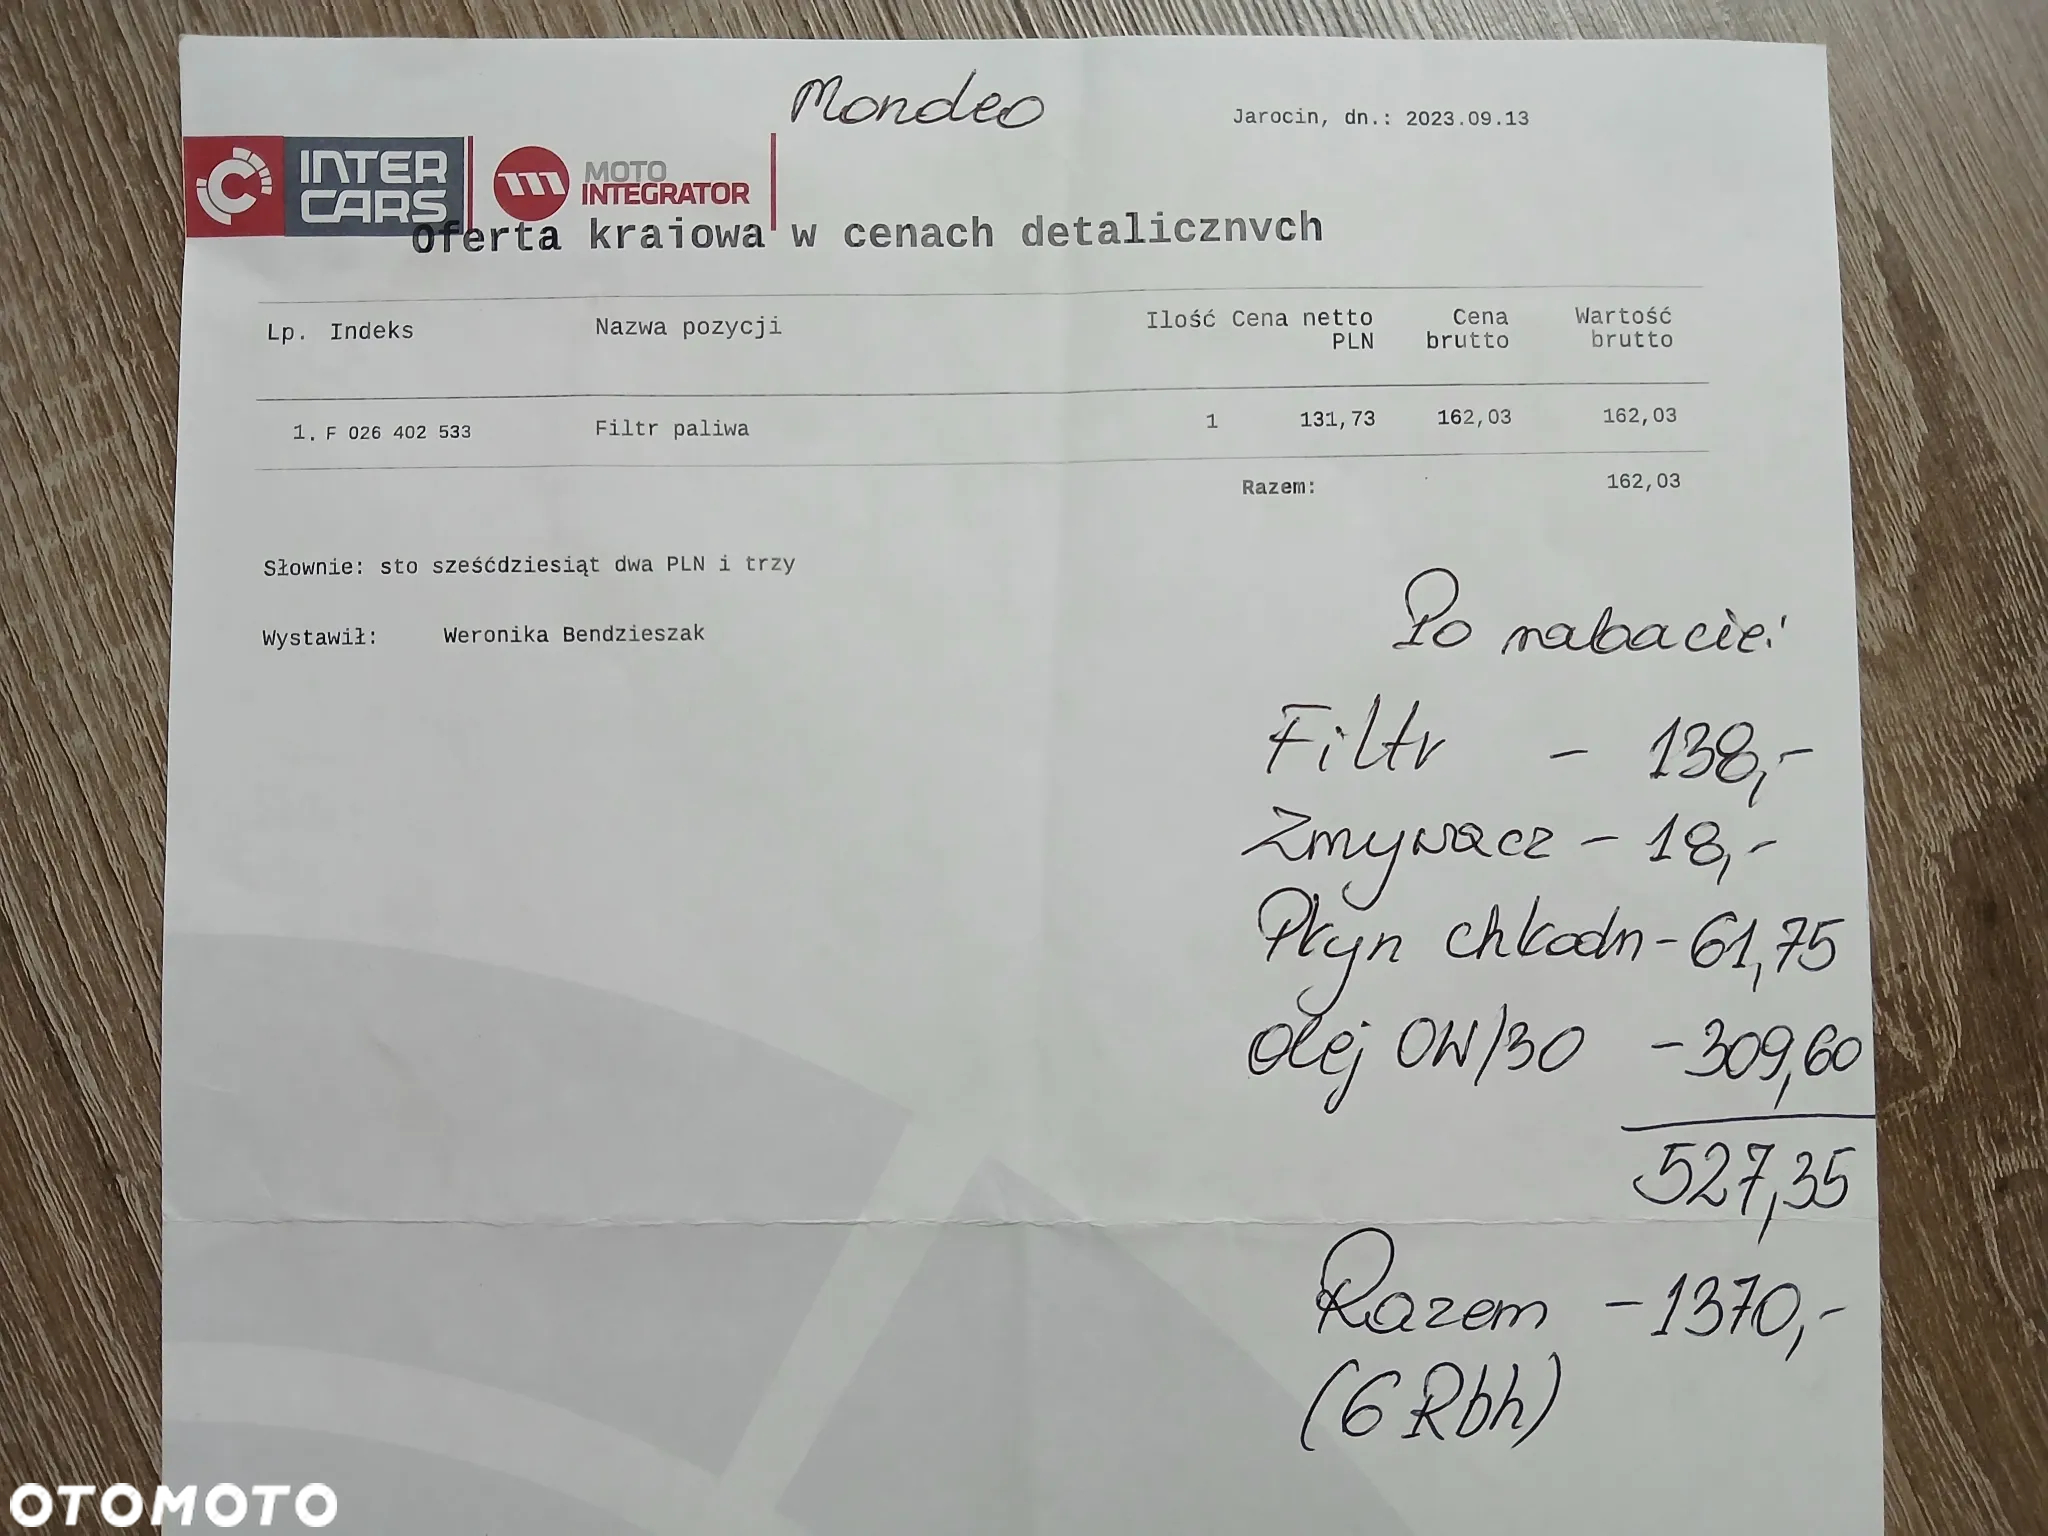 Mondeo
Jarocin, dn.: 2023.09.13
INTER CARS
MOTO INTEGRATOR
Oferta krajowa w cenach detalicznych
Lp. Indeks Nazwa pozycji Ilość Cena netto PLN Cena brutto Wartość brutto
1. F 026 402 533 Filtr paliwa 1 131,73 162,03 162,03
Razem: 162,03
Słownie: sto sześćdziesiąt dwa PLN i trzy
Wystawił: Weronika Bendzieszak
Po rabacie:
Filtr - 138,-
Zmywacz - 18,-
Płyn chłodn - 61,75
Olej 0W/30 - 309,60
527,35
Razem - 1370,-
(6 Rbh)
OTOMOTO